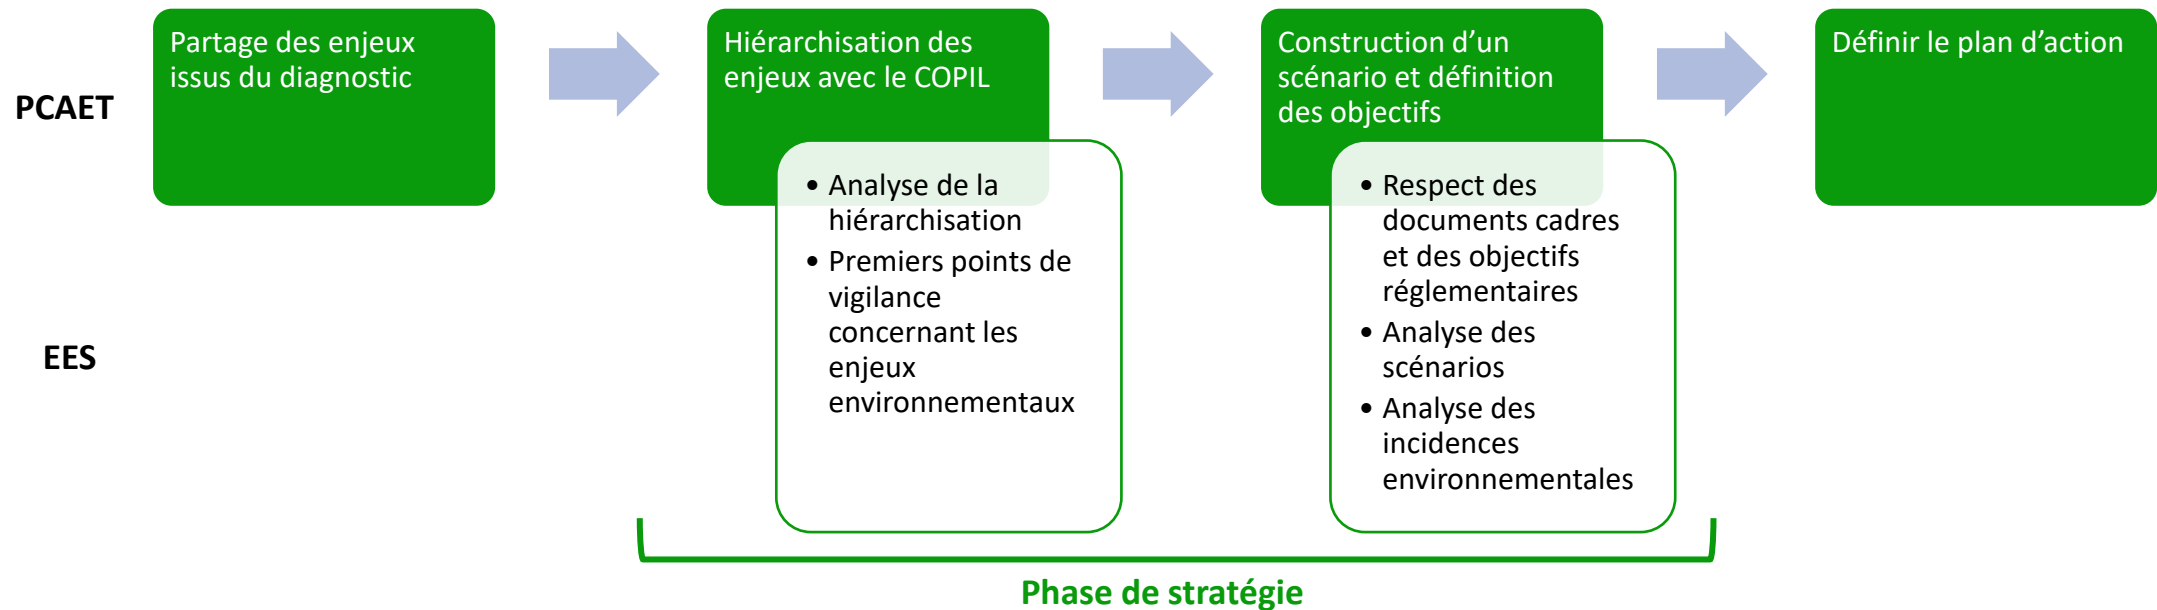 PCAET
Partage des enjeux
issus du diagnostic
Hiérarchisation des
enjeux avec le COPIL
Construction d’un
scénario et définition
des objectifs
Définir le plan d’action
EES
• Analyse de la
hiérarchisation
• Premiers points de
vigilance
concernant les
enjeux
environnementaux
• Respect des
documents cadres
et des objectifs
réglementaires
• Analyse des
scénarios
• Analyse des
incidences
environnementales
Phase de stratégie